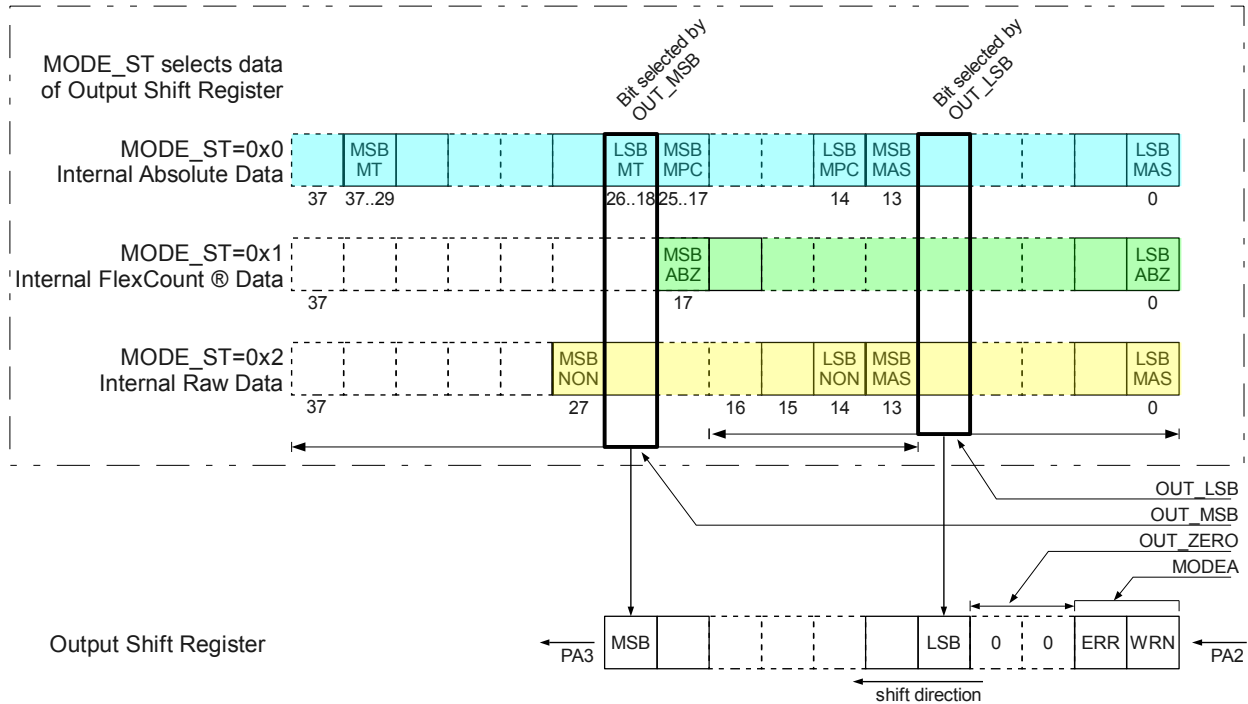 MODE_ST selects data
of Output Shift Register
Bit selected by
OUT_MSB
Bit selected by
OUT_LSB
MODE_ST=0x0
Internal Absolute Data
MSB MT
LSB MT
MSB MPC
LSB MPC
MSB MAS
LSB MAS
37 37..29 26..18 25..17 14 13 0
MODE_ST=0x1
Internal FlexCount ® Data
MSB ABZ
LSB ABZ
37 17 0
MODE_ST=0x2
Internal Raw Data
MSB NON
LSB NON
MSB MAS
LSB MAS
37 27 16 15 14 13 0
OUT_LSB
OUT_MSB
OUT_ZERO
MODEA
Output Shift Register
PA3
MSB LSB 0 0 ERR WRN
PA2
shift direction